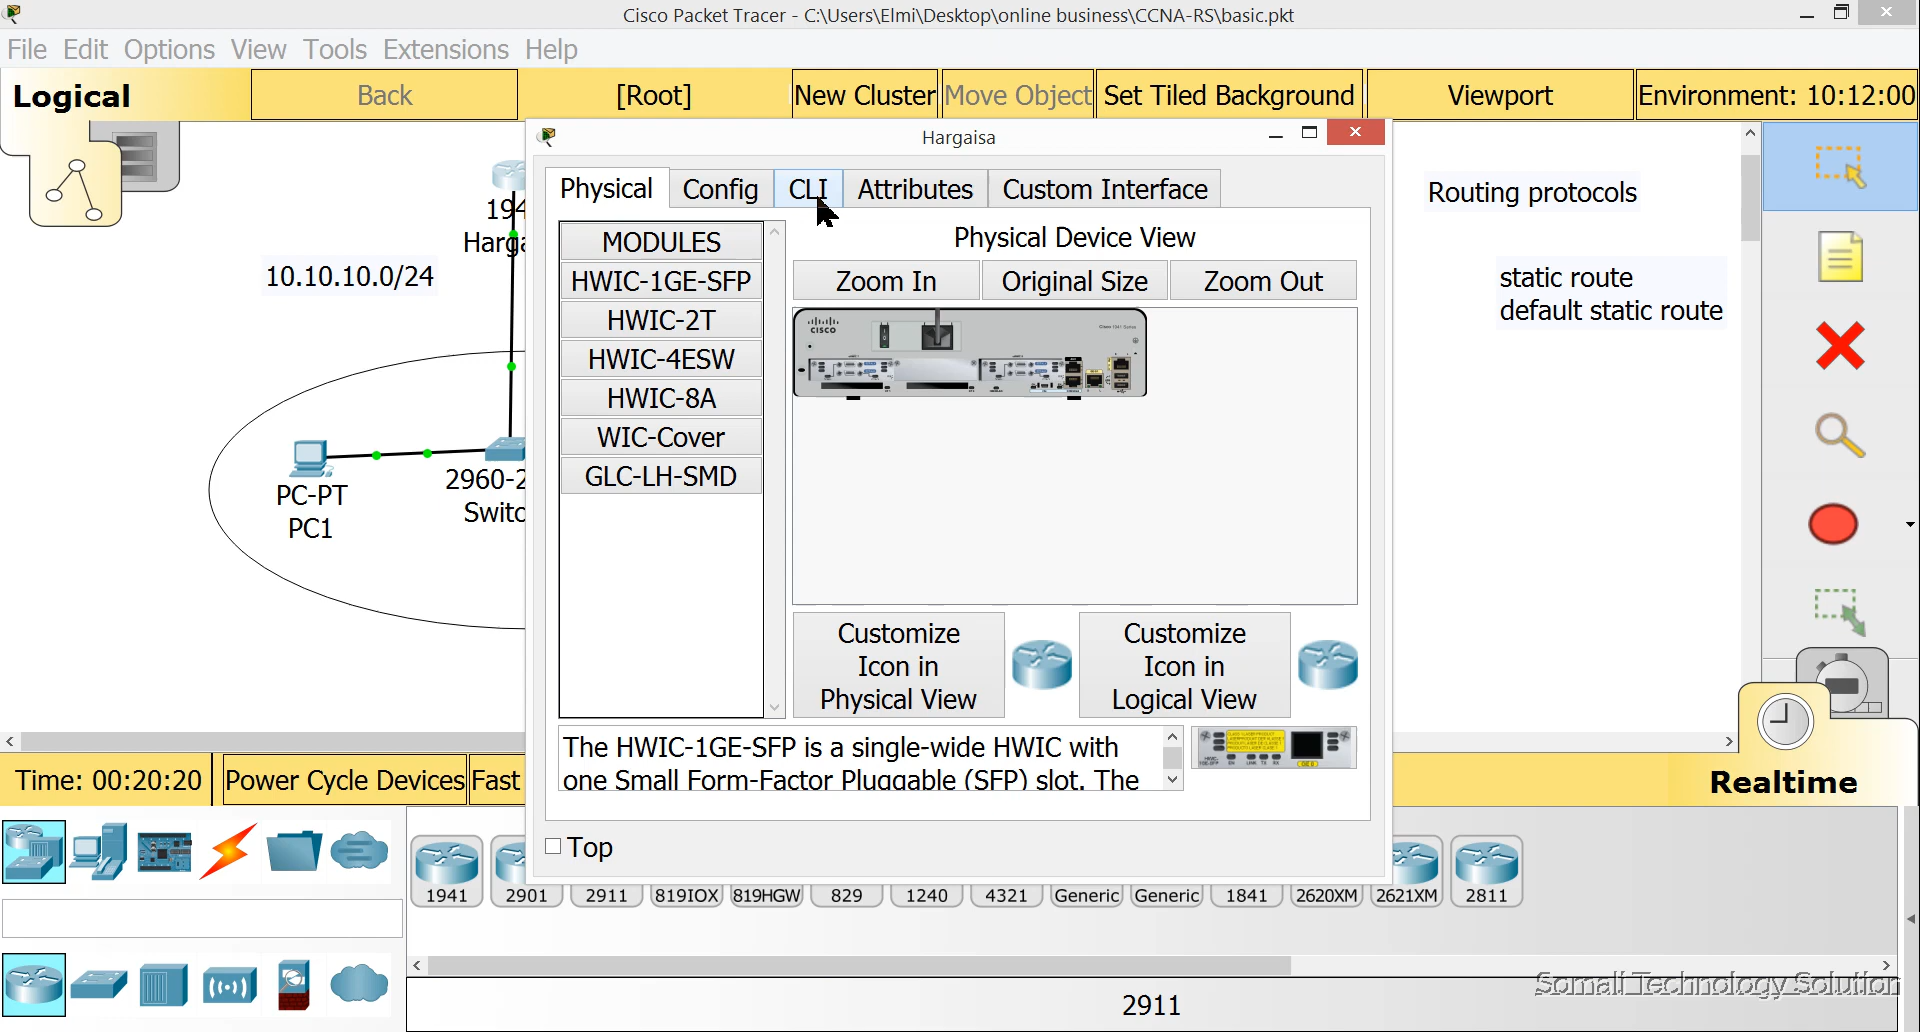 Cisco Packet Tracer - C:\Users\Elmi\Desktop\online business\CCNA-RS\basic.pkt
File Edit Options View Tools Extensions Help
Logical
Back
[Root]
New Cluster
Move Object
Set Tiled Background
Viewport
Environment: 10:12:00
Hargaisa
Physical
Config
CLI
Attributes
Custom Interface
194
Harga
10.10.10.0/24
PC-PT
PC1
2960-2
Switc
MODULES
HWIC-1GE-SFP
HWIC-2T
HWIC-4ESW
HWIC-8A
WIC-Cover
GLC-LH-SMD
Physical Device View
Zoom In
Original Size
Zoom Out
CISCO
Customize
Icon in
Physical View
Customize
Icon in
Logical View
The HWIC-1GE-SFP is a single-wide HWIC with
one Small Form-Factor Pluggable (SFP) slot. The
Top
Routing protocols
static route
default static route
Time: 00:20:20
Power Cycle Devices
Fast
Realtime
1941
2901
2911
819IOX
819HGW
829
1240
4321
Generic
Generic
1841
2620XM
2621XM
2811
2911
Somali Technology Solution